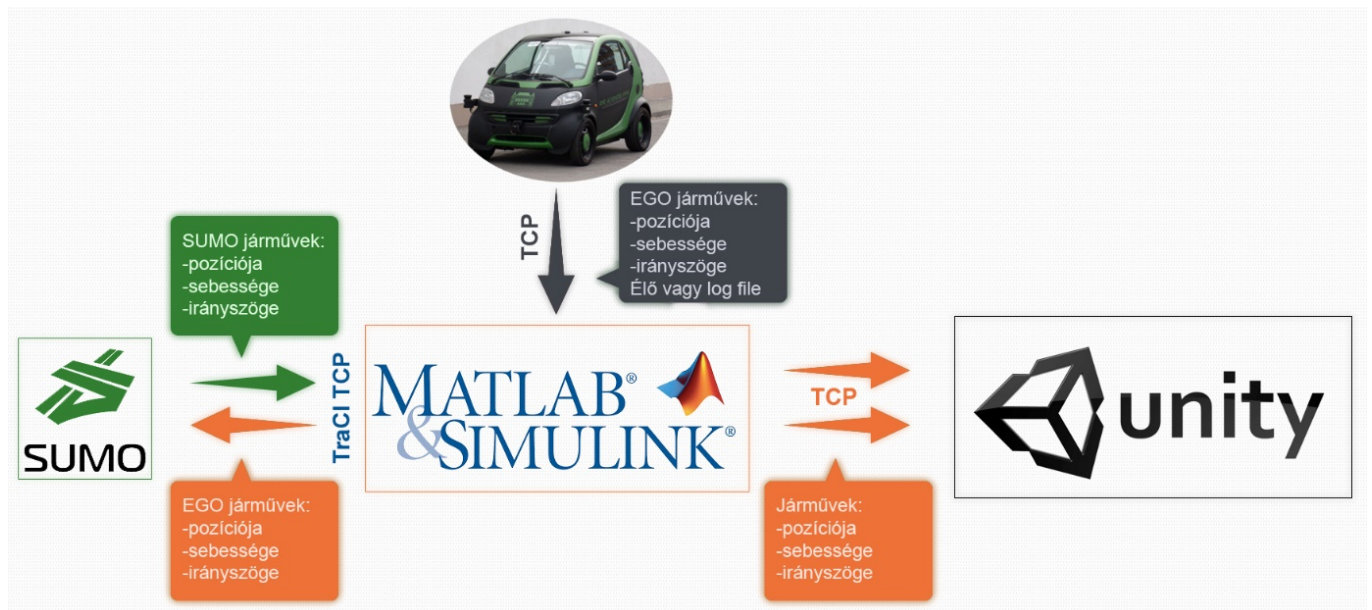 TCP
EGO járművek:
-pozíciója
-sebessége
-irányszöge
Élő vagy log file
SUMO járművek:
-pozíciója
-sebessége
-irányszöge
SUMO
TraCI TCP
MATLAB®
&SIMULINK®
TCP
unity
EGO járművek:
-pozíciója
-sebessége
-irányszöge
Járművek:
-pozíciója
-sebessége
-irányszöge